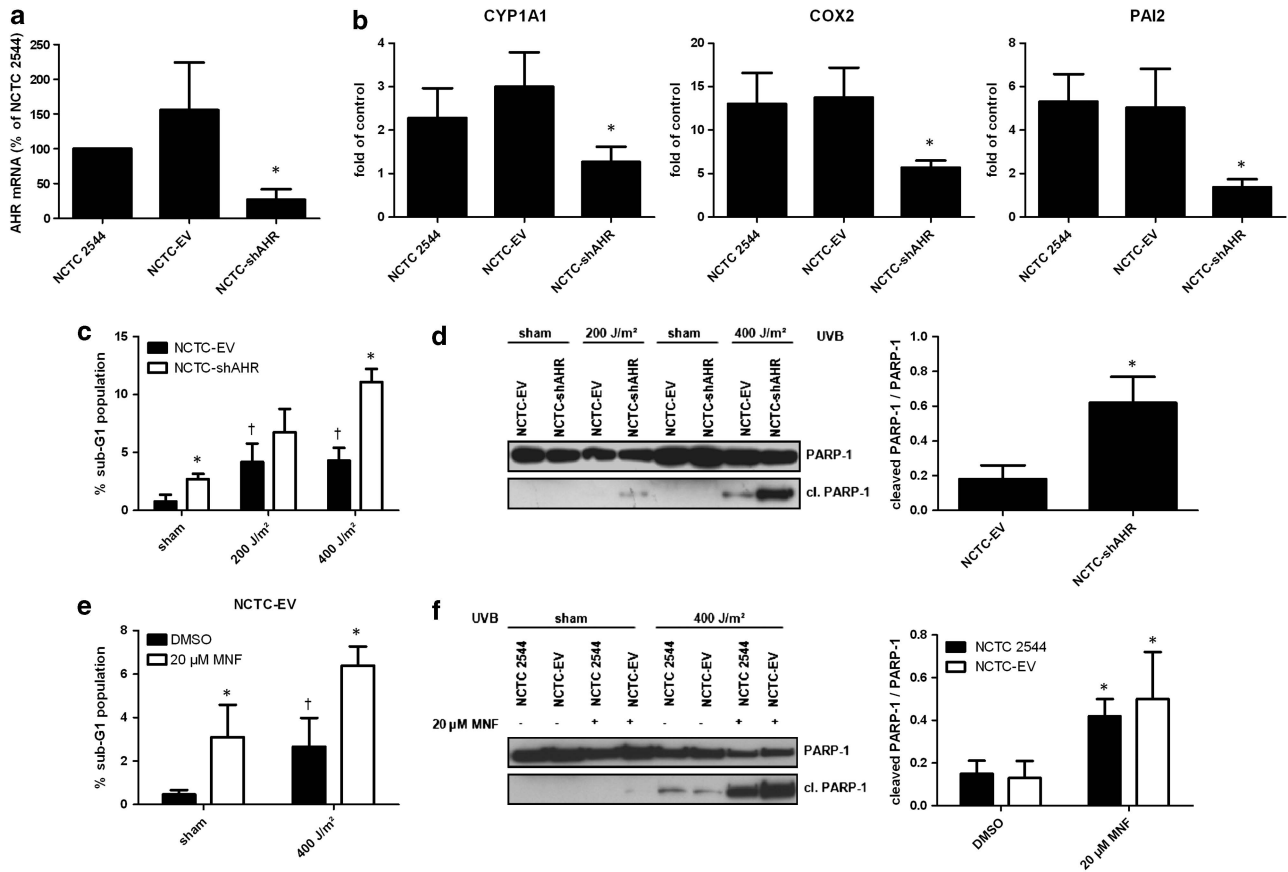 a
AHR mRNA (% of NCTC 2544)
250
200
150
100
50
0
NCTC 2544
NCTC-EV
NCTC-shAHR
b
CYP1A1
fold of control
4
3
2
1
0
*
NCTC 2544
NCTC-EV
NCTC-shAHR
COX2
fold of control
20
15
10
5
0
*
NCTC 2544
NCTC-EV
NCTC-shAHR
PAI2
fold of control
8
6
4
2
0
*
NCTC 2544
NCTC-EV
NCTC-shAHR
*
c
% sub-G1 population
15
10
5
0
NCTC-EV
NCTC-shAHR
*
†
†
*
sham
200 J/m²
400 J/m²
d
sham
200 J/m²
sham
400 J/m²
UVB
NCTC-EV
NCTC-shAHR
NCTC-EV
NCTC-shAHR
NCTC-EV
NCTC-shAHR
NCTC-EV
NCTC-shAHR
PARP-1
cl. PARP-1
cleaved PARP-1 / PARP-1
1.0
0.8
0.6
0.4
0.2
0.0
*
NCTC-EV
NCTC-shAHR
e
NCTC-EV
% sub-G1 population
8
6
4
2
0
DMSO
20 µM MNF
*
†
*
sham
400 J/m²
f
UVB
sham
400 J/m²
NCTC 2544
NCTC-EV
NCTC 2544
NCTC-EV
NCTC 2544
NCTC-EV
NCTC 2544
NCTC-EV
20 µM MNF - - + + - - + +
PARP-1
cl. PARP-1
cleaved PARP-1 / PARP-1
0.8
0.6
0.4
0.2
0.0
NCTC 2544
NCTC-EV
*
*
DMSO
20 µM MNF